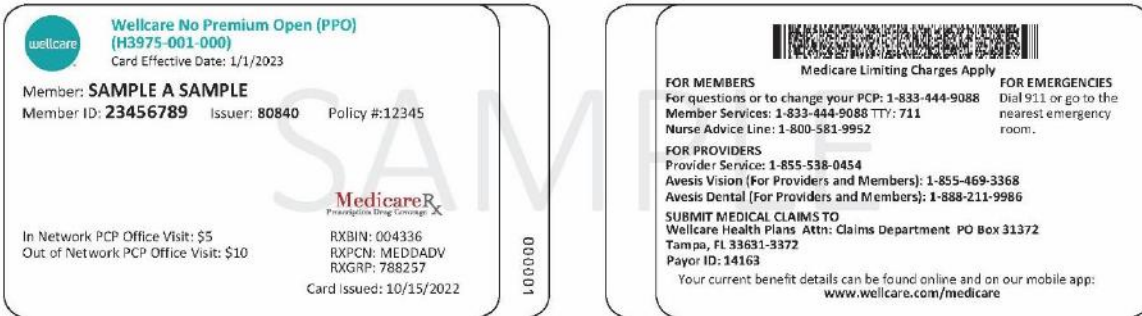 wellcare
Wellcare No Premium Open (PPO)
(H3975-001-000)
Card Effective Date: 1/1/2023
Member: SAMPLE A SAMPLE
Member ID: 23456789 Issuer: 80840 Policy #:12345
MedicareRx
Prescription Drug Coverage
In Network PCP Office Visit: $5
Out of Network PCP Office Visit: $10
RXBIN: 004336
RXPCN: MEDDADV
RXGRP: 788257
Card Issued: 10/15/2022
000001
SAMPLE
Medicare Limiting Charges Apply
FOR MEMBERS
For questions or to change your PCP: 1-833-444-9088
Member Services: 1-833-444-9088 TTY: 711
Nurse Advice Line: 1-800-581-9952
FOR EMERGENCIES
Dial 911 or go to the
nearest emergency
room.
FOR PROVIDERS
Provider Service: 1-855-538-0454
Avesis Vision (For Providers and Members): 1-855-469-3368
Avesis Dental (For Providers and Members): 1-888-211-9986
SUBMIT MEDICAL CLAIMS TO
Wellcare Health Plans Attn: Claims Department PO Box 31372
Tampa, FL 33631-3372
Payor ID: 14163
Your current benefit details can be found online and on our mobile app:
www.wellcare.com/medicare